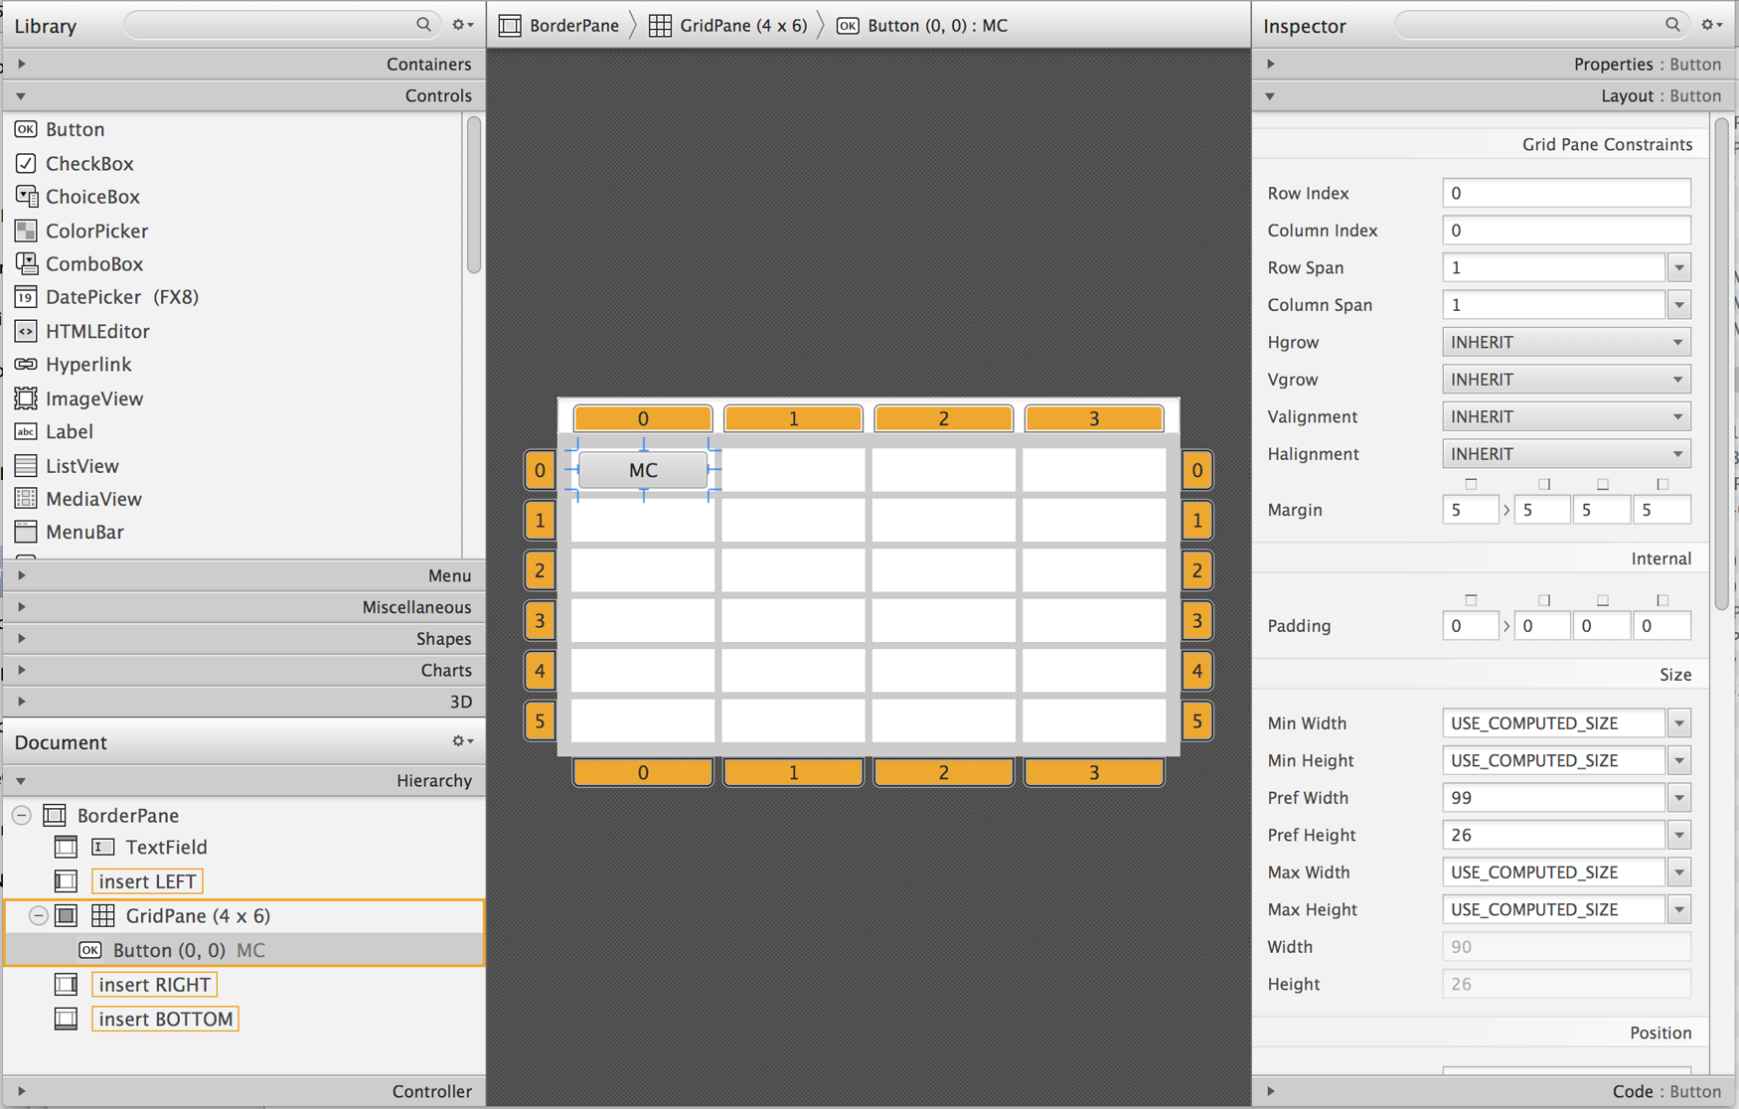 Library
Containers
Controls
OK Button
CheckBox
ChoiceBox
ColorPicker
ComboBox
19 DatePicker (FX8)
<> HTMLEditor
Hyperlink
ImageView
abc Label
ListView
MediaView
MenuBar
Menu
Miscellaneous
Shapes
Charts
3D
Document
Hierarchy
BorderPane
I TextField
insert LEFT
GridPane (4 x 6)
OK Button (0, 0) MC
insert RIGHT
insert BOTTOM
Controller
BorderPane GridPane (4 x 6) OK Button (0, 0) : MC
0 1 2 3
0 MC 0
1 1
2 2
3 3
4 4
5 5
0 1 2 3
Inspector
Properties : Button
Layout : Button
Grid Pane Constraints
Row Index 0
Column Index 0
Row Span 1
Column Span 1
Hgrow INHERIT
Vgrow INHERIT
Valignment INHERIT
Halignment INHERIT
Margin 5 > 5 5 5
Internal
Padding 0 > 0 0 0
Size
Min Width USE_COMPUTED_SIZE
Min Height USE_COMPUTED_SIZE
Pref Width 99
Pref Height 26
Max Width USE_COMPUTED_SIZE
Max Height USE_COMPUTED_SIZE
Width 90
Height 26
Position
Code : Button